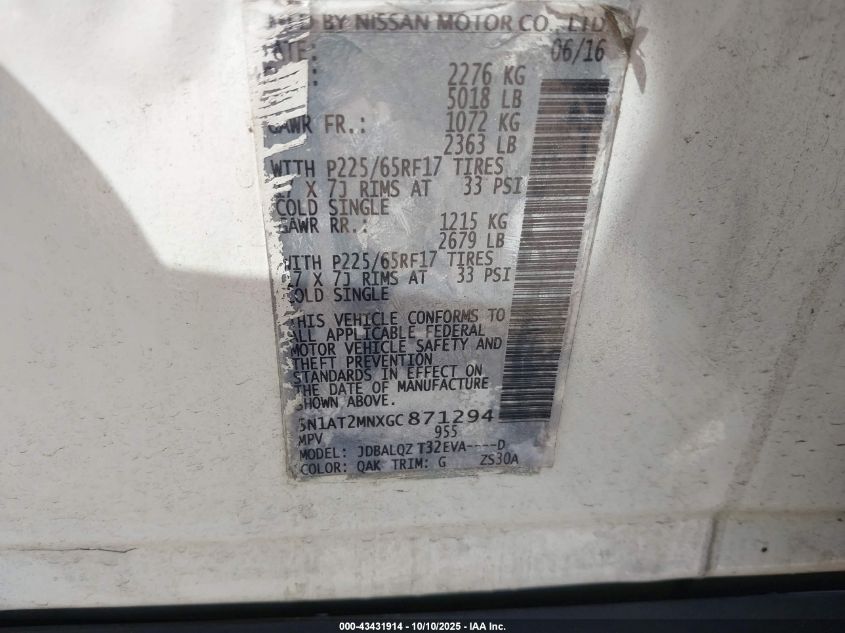 BY NISSAN MOTOR CO., LTD
06/16
2276 KG
5018 LB
GAWR FR.: 1072 KG
2363 LB
WITH P225/65RF17 TIRES
17 X 7J RIMS AT 33 PSI
COLD SINGLE
GAWR RR.: 1215 KG
2679 LB
WITH P225/65RF17 TIRES
17 X 7J RIMS AT 33 PSI
COLD SINGLE
THIS VEHICLE CONFORMS TO
ALL APPLICABLE FEDERAL
MOTOR VEHICLE SAFETY AND
THEFT PREVENTION
STANDARDS IN EFFECT ON
THE DATE OF MANUFACTURE
SHOWN ABOVE.
5N1AT2MNXGC871294
MPV 955
MODEL: JDBALQZ T32EVA----D
COLOR: QAK TRIM: G ZS30A
000-43431914 - 10/10/2025 - IAA Inc.